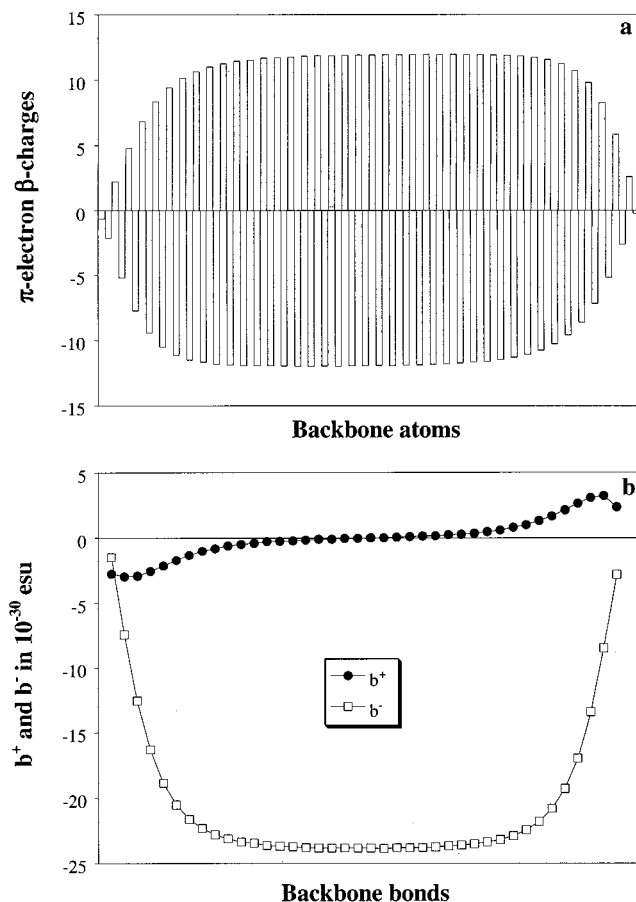 a
15
10
5
0
-5
-10
-15
π-electron β-charges
Backbone atoms
b
5
0
-5
-10
-15
-20
-25
b⁺ and b⁻ in 10⁻³⁰ esu
b⁺
b⁻
Backbone bonds